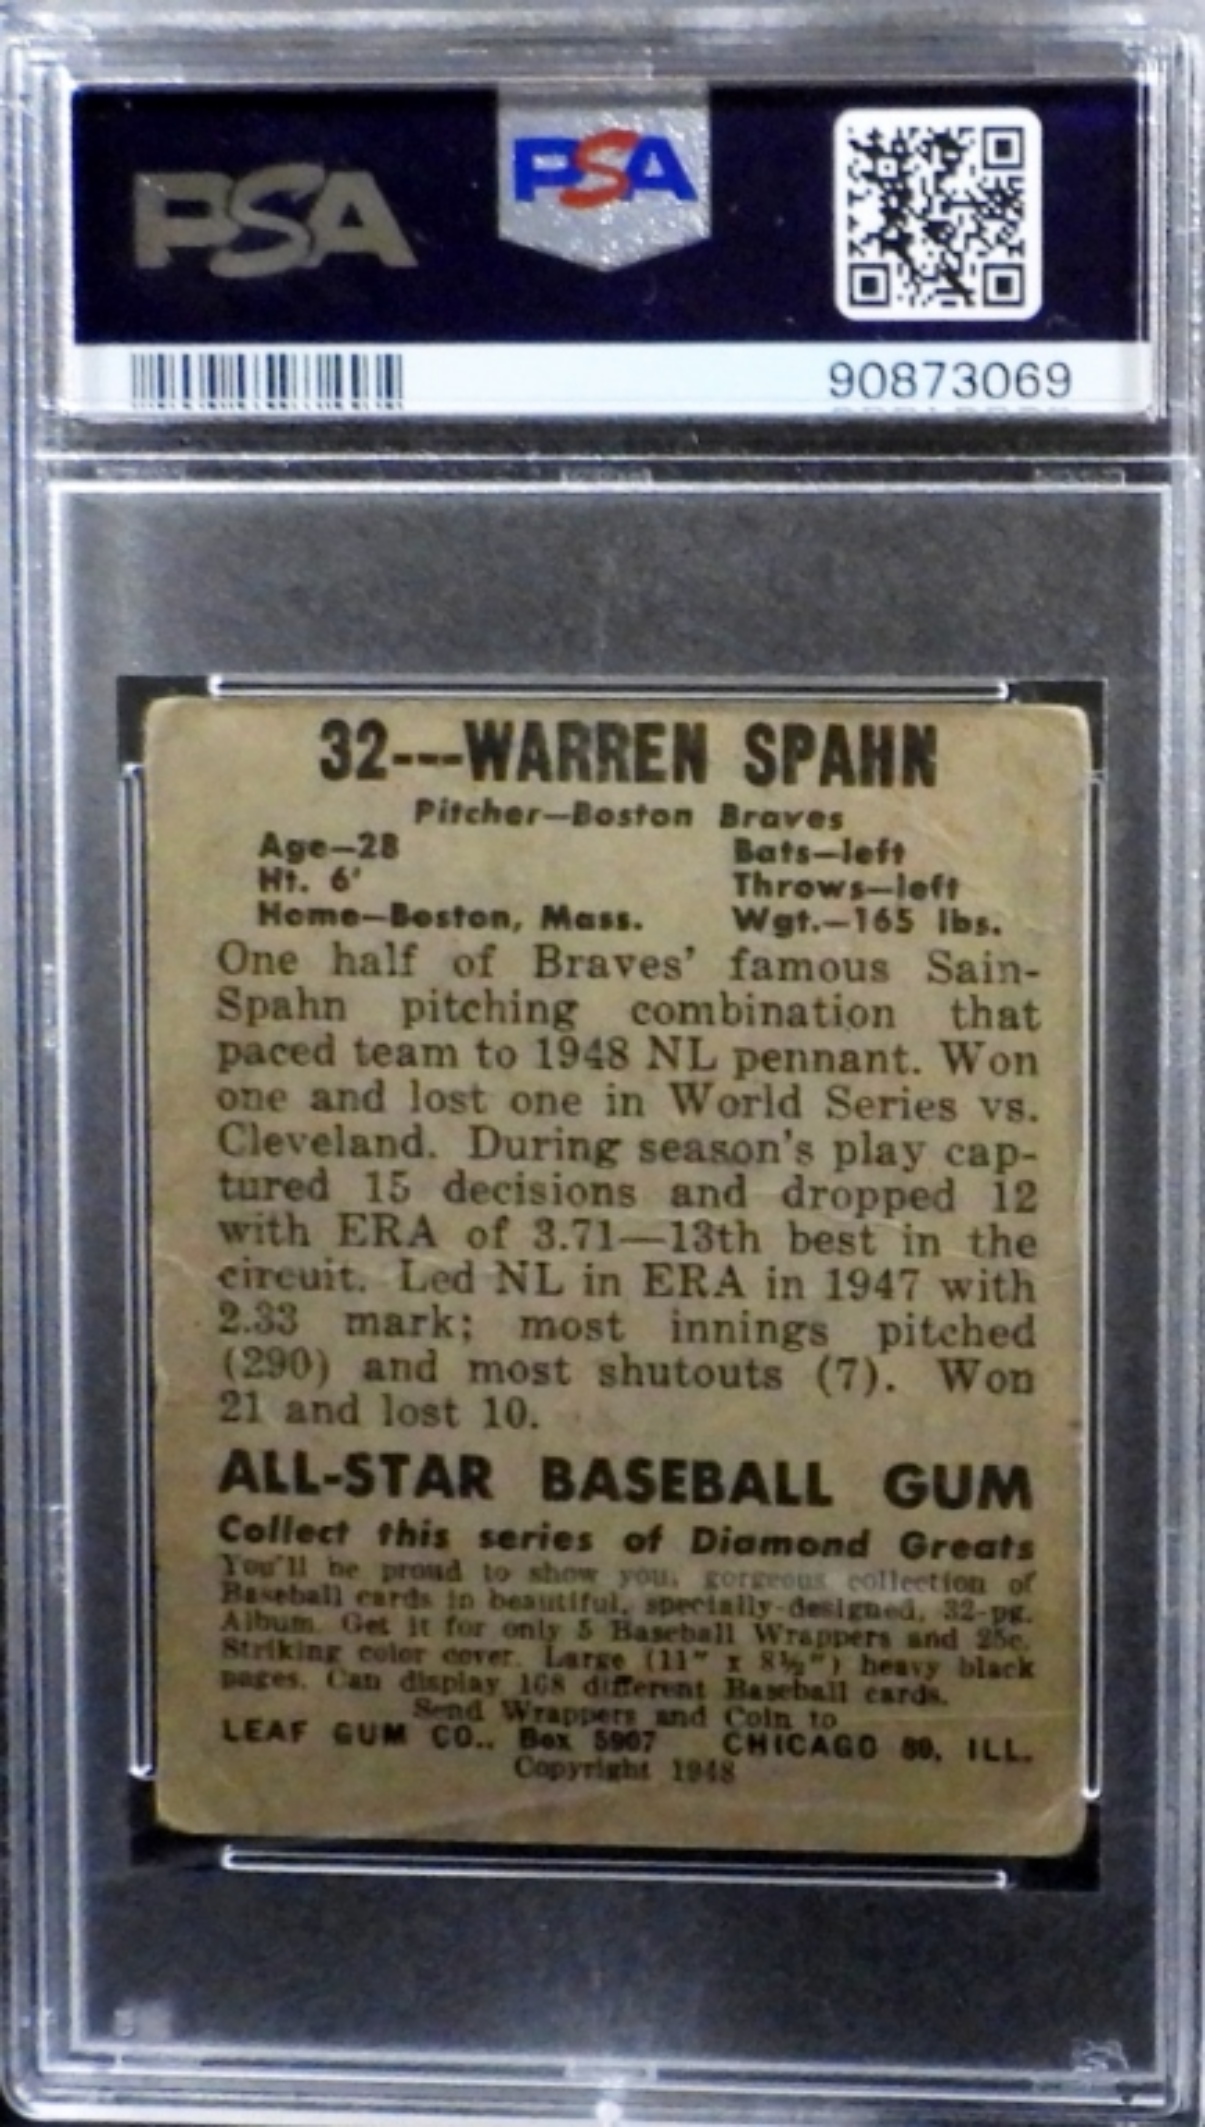 PSA
PSA
90873069
32---WARREN SPAHN
Pitcher—Boston Braves
Age—28 Bats—left
Ht. 6' Throws—left
Home—Boston, Mass. Wgt.—165 lbs.
One half of Braves' famous Sain-
Spahn pitching combination that
paced team to 1948 NL pennant. Won
one and lost one in World Series vs.
Cleveland. During season's play cap-
tured 15 decisions and dropped 12
with ERA of 3.71—13th best in the
circuit. Led NL in ERA in 1947 with
2.33 mark; most innings pitched
(290) and most shutouts (7). Won
21 and lost 10.
ALL-STAR BASEBALL GUM
Collect this series of Diamond Greats
You'll be proud to show you, gorgeous collection of
Baseball cards in beautiful, specially-designed, 32-pg.
Album. Get it for only 5 Baseball Wrappers and 25c.
Striking color cover. Large (11" x 8½") heavy black
pages. Can display 168 different Baseball cards.
Send Wrappers and Coin to
LEAF GUM CO., Box 5907 CHICAGO 80, ILL.
Copyright 1948